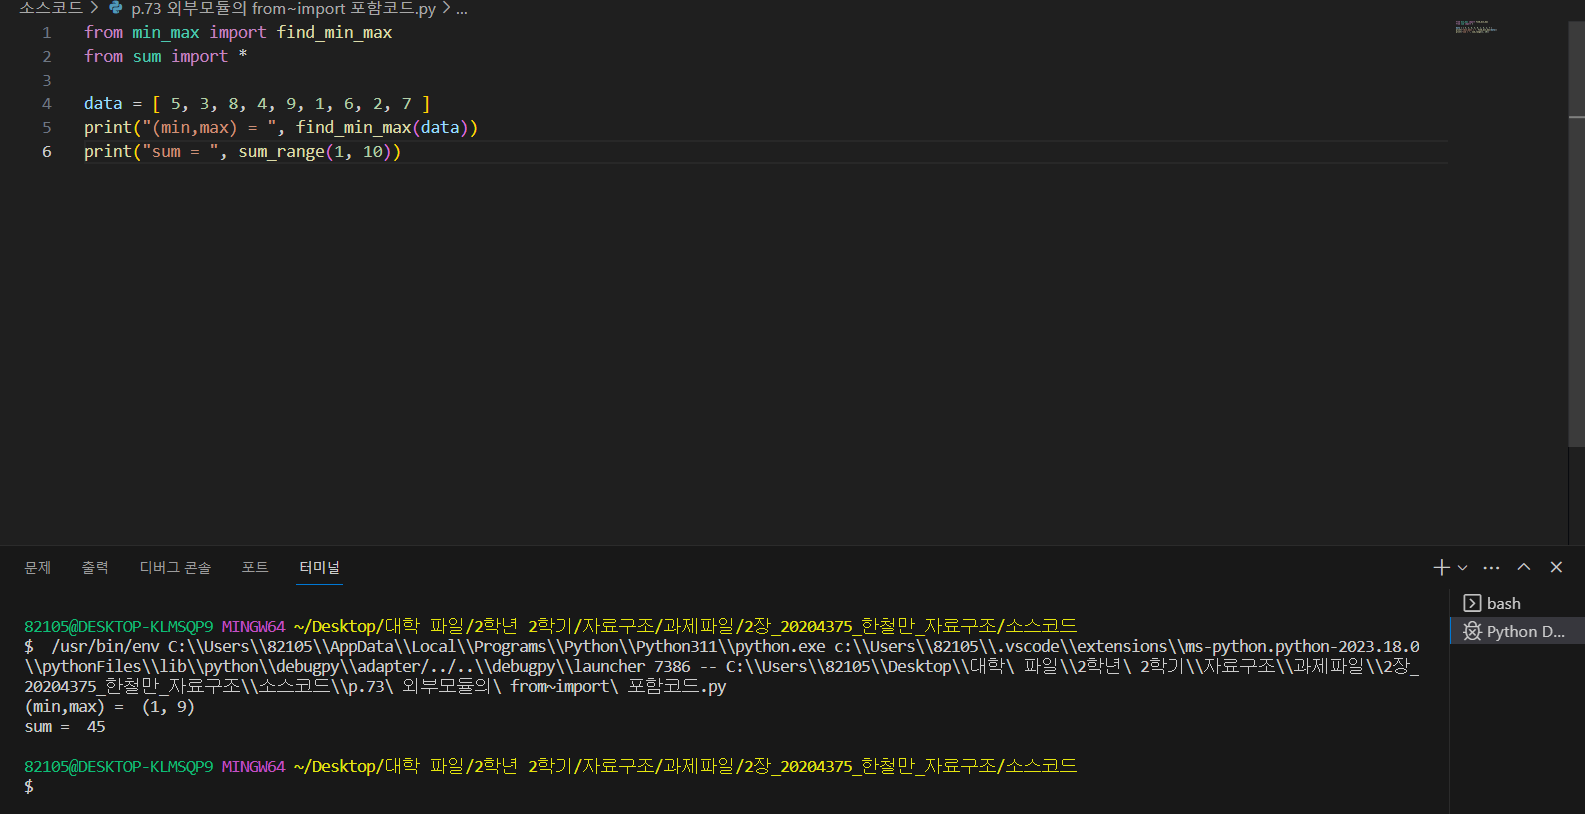 소스코드 > p.73 외부모듈의 from~import 포함코드.py > ...
1 from min_max import find_min_max
2 from sum import *
3
4 data = [ 5, 3, 8, 4, 9, 1, 6, 2, 7 ]
5 print("(min,max) = ", find_min_max(data))
6 print("sum = ", sum_range(1, 10))
문제 출력 디버그 콘솔 포트 터미널
bash
Python D...
82105@DESKTOP-KLMSQP9 MINGW64 ~/Desktop/대학 파일/2학년 2학기/자료구조/과제파일/2장_20204375_한철만_자료구조/소스코드
$  /usr/bin/env C:\\Users\\82105\\AppData\\Local\\Programs\\Python\\Python311\\python.exe c:\\Users\\82105\\.vscode\\extensions\\ms-python.python-2023.18.0
\\pythonFiles\\lib\\python\\debugpy\\adapter/../..\\debugpy\\launcher 7386 -- C:\\Users\\82105\\Desktop\\대학\ 파일\\2학년\ 2학기\\자료구조\\과제파일\\2장_
20204375_한철만_자료구조\\소스코드\\p.73\ 외부모듈의\ from~import\ 포함코드.py
(min,max) =  (1, 9)
sum =  45
82105@DESKTOP-KLMSQP9 MINGW64 ~/Desktop/대학 파일/2학년 2학기/자료구조/과제파일/2장_20204375_한철만_자료구조/소스코드
$